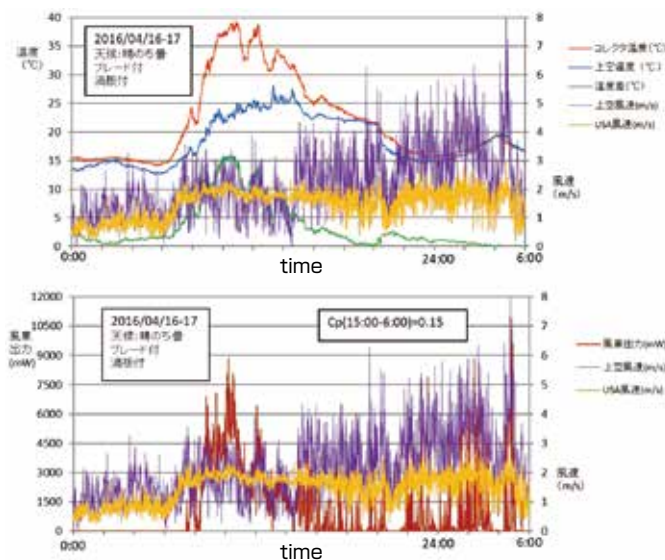 40
35
30
25
20
15
10
5
0
温度
(℃)
2016/04/16-17
天候:晴のち曇
ブレード付
渦板付
8
7
6
5
4
3
2
1
0
風速
(m/s)
コレクタ温度(℃)
上空温度(℃)
温度差(℃)
上空風速(m/s)
USA風速(m/s)
0:00
24:00
6:00
time
12000
10500
9000
7500
6000
4500
3000
1500
0
風車
出力
(mW)
2016/04/16-17
天候:晴のち曇
ブレード付
渦板付
Cp(15:00-6:00)=0.15
8
7
6
5
4
3
2
1
0
風速
(m/s)
風車出力(mW)
上空風速(m/s)
USA風速(m/s)
0:00
24:00
6:00
time